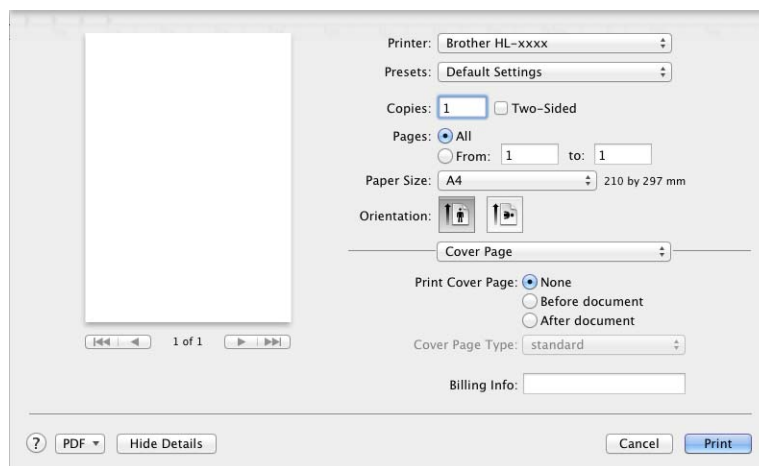 Printer: Brother HL-xxxx
Presets: Default Settings
Copies: 1 Two-Sided
Pages: All
From: 1 to: 1
Paper Size: A4 210 by 297 mm
Orientation:
Cover Page
Print Cover Page: None
Before document
After document
1 of 1
Cover Page Type: standard
Billing Info:
? PDF Hide Details Cancel Print